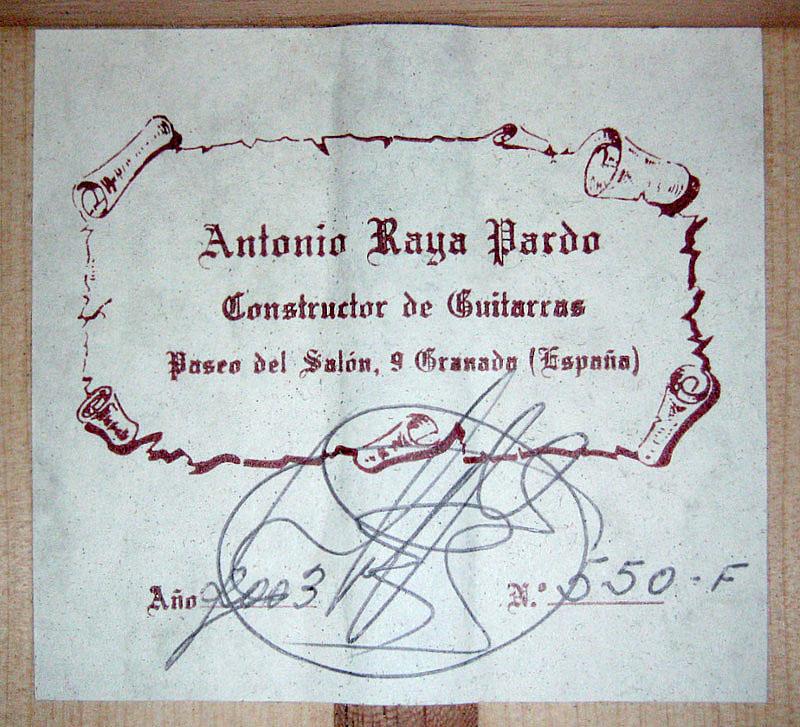 Antonio Raya Pardo
Constructor de Guitarras
Paseo del Salón, 9 Granada (España)
Año 2003 N.º 550-F